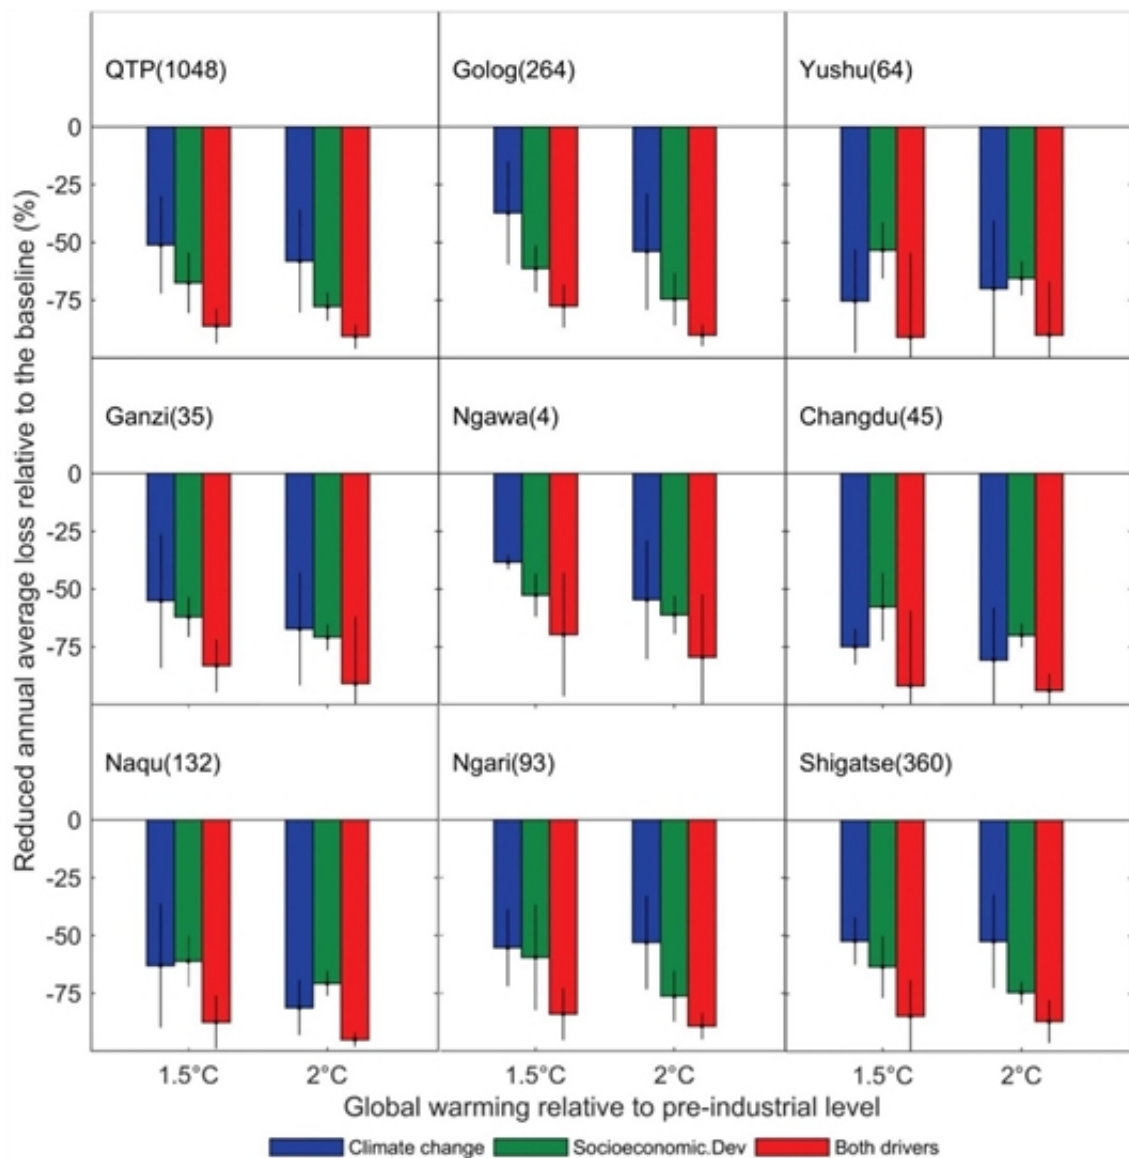 QTP(1048) Golog(264) Yushu(64)
0
-25
-50
-75
Ganzi(35) Ngawa(4) Changdu(45)
0
-25
-50
-75
Naqu(132) Ngari(93) Shigatse(360)
0
-25
-50
-75
1.5°C 2°C 1.5°C 2°C 1.5°C 2°C
Reduced annual average loss relative to the baseline (%)
Global warming relative to pre-industrial level
Climate change Socioeconomic.Dev Both drivers